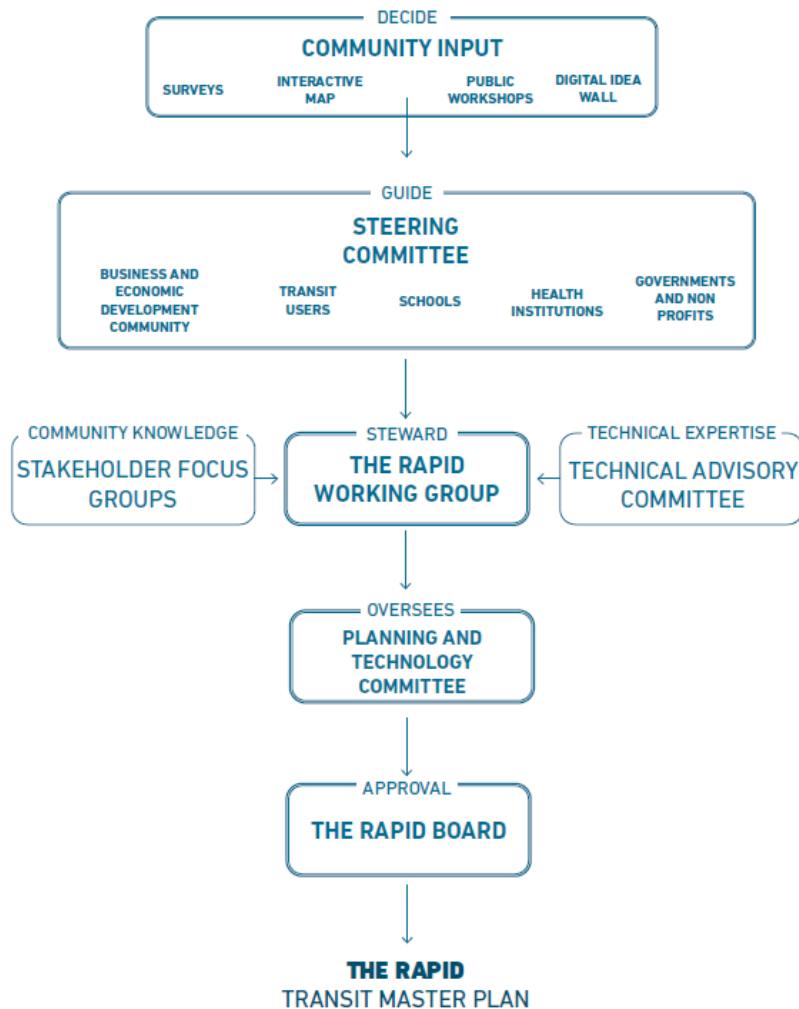 DECIDE
COMMUNITY INPUT
SURVEYS
INTERACTIVE
MAP
PUBLIC
WORKSHOPS
DIGITAL IDEA
WALL
GUIDE
STEERING
COMMITTEE
BUSINESS AND
ECONOMIC
DEVELOPMENT
COMMUNITY
TRANSIT
USERS
SCHOOLS
HEALTH
INSTITUTIONS
GOVERNMENTS
AND NON
PROFITS
COMMUNITY KNOWLEDGE
STAKEHOLDER FOCUS
GROUPS
STEWARD
THE RAPID
WORKING GROUP
TECHNICAL EXPERTISE
TECHNICAL ADVISORY
COMMITTEE
OVERSEES
PLANNING AND
TECHNOLOGY
COMMITTEE
APPROVAL
THE RAPID BOARD
THE RAPID
TRANSIT MASTER PLAN